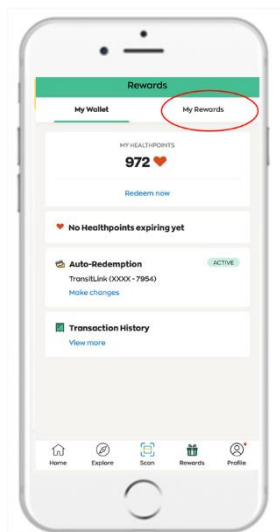 Rewards
My Wallet
My Rewards
MY HEALTHPOINTS
972
Redeem now
No Healthpoints expiring yet
Auto-Redemption
ACTIVE
TransitLink (XXXX - 7954)
Make changes
Transaction History
View more
Home
Explore
Scan
Rewards
Profile